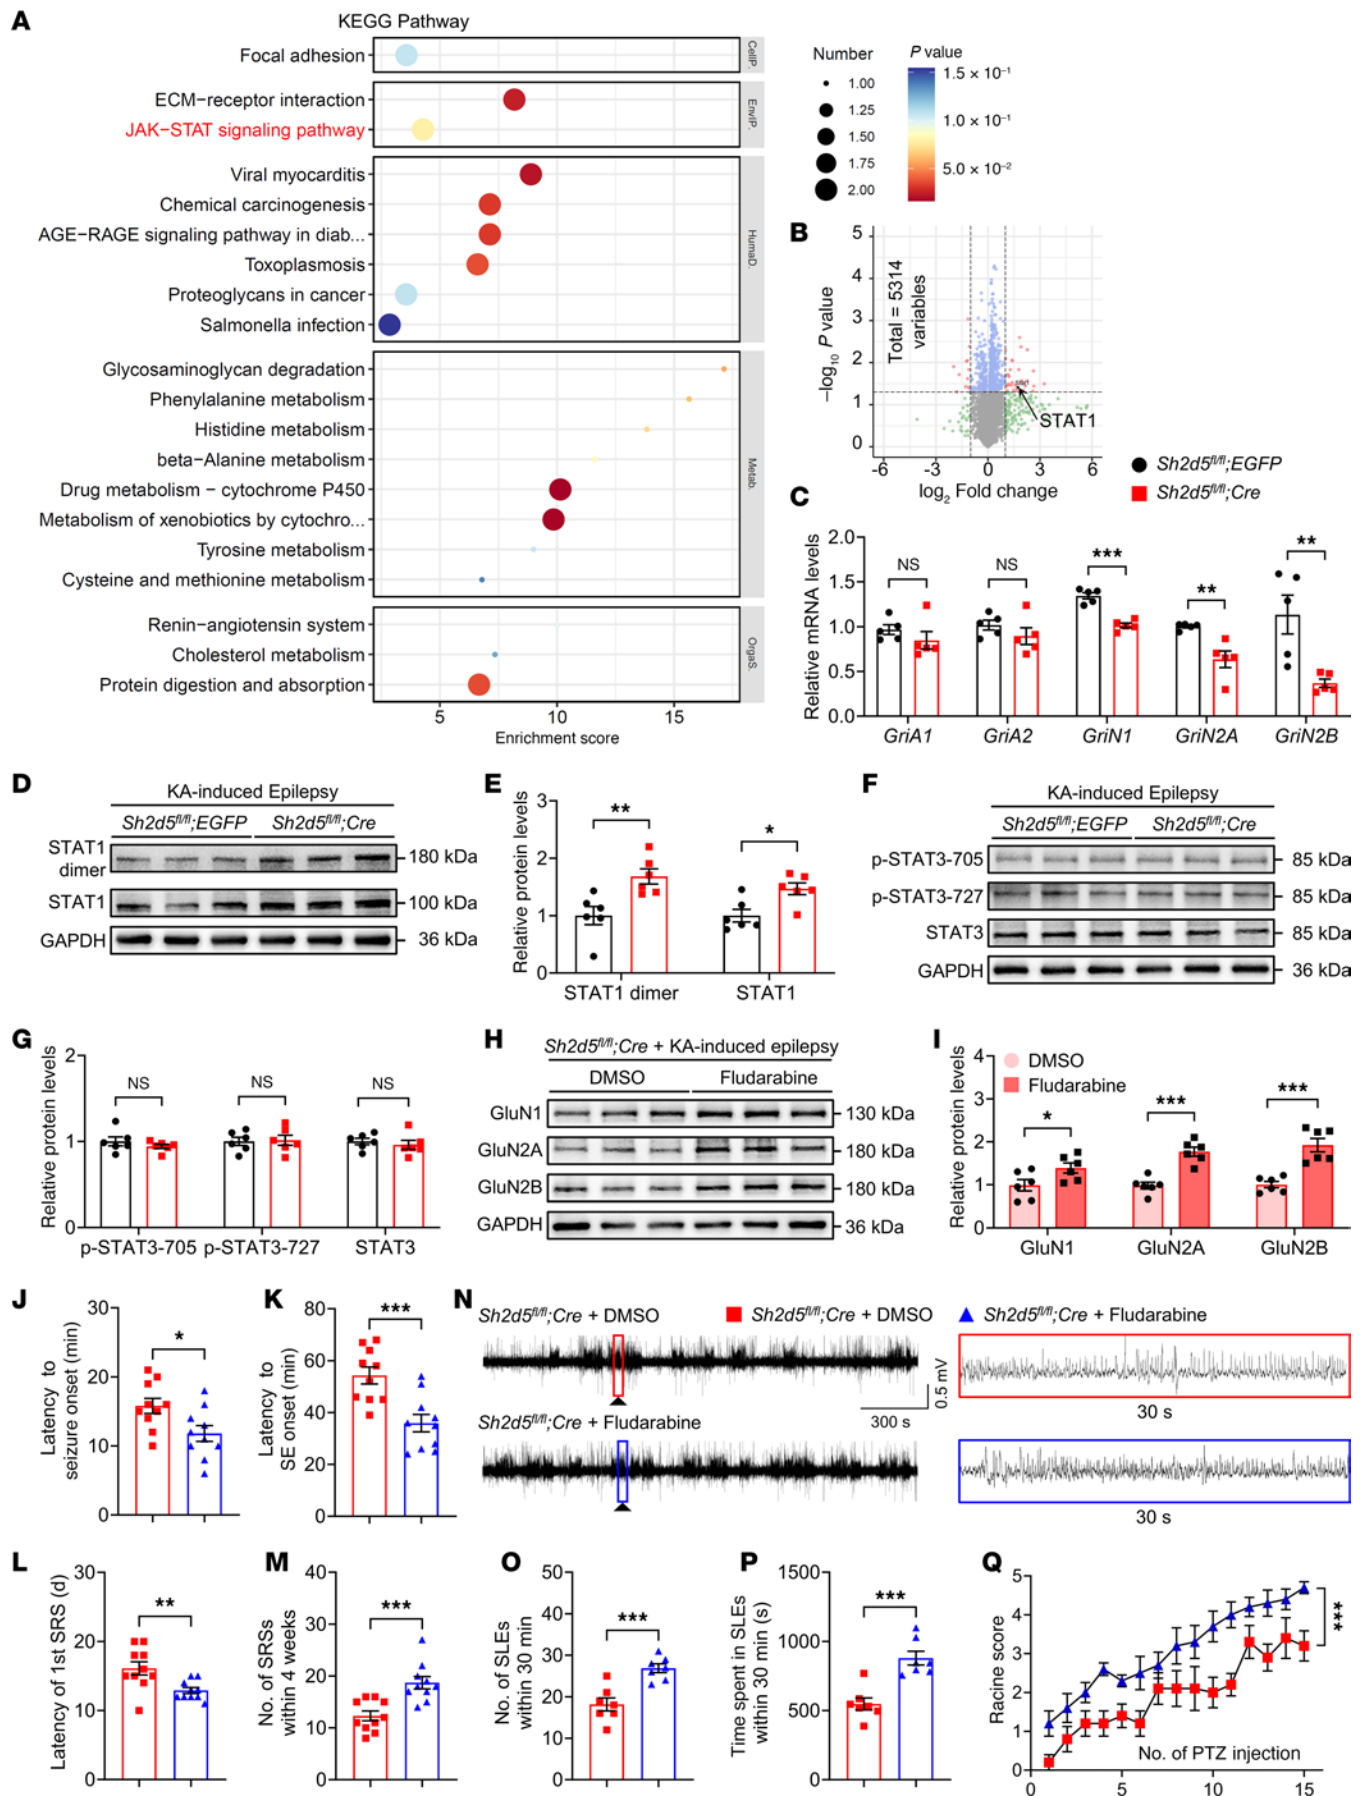 A
KEGG Pathway
Focal adhesion
CellP.
ECM−receptor interaction
JAK−STAT signaling pathway
EnvIP.
Viral myocarditis
Chemical carcinogenesis
AGE−RAGE signaling pathway in diab...
Toxoplasmosis
Proteoglycans in cancer
Salmonella infection
HumaD.
Glycosaminoglycan degradation
Phenylalanine metabolism
Histidine metabolism
beta−Alanine metabolism
Drug metabolism − cytochrome P450
Metabolism of xenobiotics by cytochro...
Tyrosine metabolism
Cysteine and methionine metabolism
Metab.
Renin−angiotensin system
Cholesterol metabolism
Protein digestion and absorption
OrgaS.
5 10 15
Enrichment score
Number
1.00
1.25
1.50
1.75
2.00
P value
1.5 × 10⁻¹
1.0 × 10⁻¹
5.0 × 10⁻²
B
−log₁₀ P value
5
4
3
2
1
0
Total = 5314
variables
STAT1
-6 -3 0 3 6
log₂ Fold change
Sh2d5fl/fl;EGFP
Sh2d5fl/fl;Cre
C
Relative mRNA levels
2.0
1.5
1.0
0.5
0.0
NS NS *** ** **
GriA1 GriA2 GriN1 GriN2A GriN2B
D
KA-induced Epilepsy
Sh2d5fl/fl;EGFP Sh2d5fl/fl;Cre
STAT1
dimer
180 kDa
STAT1 100 kDa
GAPDH 36 kDa
E
Relative protein levels
3
2
1
0
** *
STAT1 dimer STAT1
F
KA-induced Epilepsy
Sh2d5fl/fl;EGFP Sh2d5fl/fl;Cre
p-STAT3-705 85 kDa
p-STAT3-727 85 kDa
STAT3 85 kDa
GAPDH 36 kDa
G
Relative protein levels
2
1
0
NS NS NS
p-STAT3-705 p-STAT3-727 STAT3
H
Sh2d5fl/fl;Cre + KA-induced epilepsy
DMSO Fludarabine
GluN1 130 kDa
GluN2A 180 kDa
GluN2B 180 kDa
GAPDH 36 kDa
I
Relative protein levels
4
3
2
1
0
DMSO
Fludarabine
* *** ***
GluN1 GluN2A GluN2B
J
Latency to
seizure onset (min)
30
20
10
0
*
K
Latency to
SE onset (min)
80
60
40
20
0
***
N
Sh2d5fl/fl;Cre + DMSO
Sh2d5fl/fl;Cre + DMSO
Sh2d5fl/fl;Cre + Fludarabine
0.5 mV
300 s
30 s
Sh2d5fl/fl;Cre + Fludarabine
30 s
L
Latency of 1st SRS (d)
30
20
10
0
**
M
No. of SRSs
within 4 weeks
40
30
20
10
0
***
O
No. of SLEs
within 30 min
50
40
30
20
10
0
***
P
Time spent in SLEs
within 30 min (s)
1500
1000
500
0
***
Q
Racine score
5
4
3
2
1
0
***
No. of PTZ injection
0 5 10 15